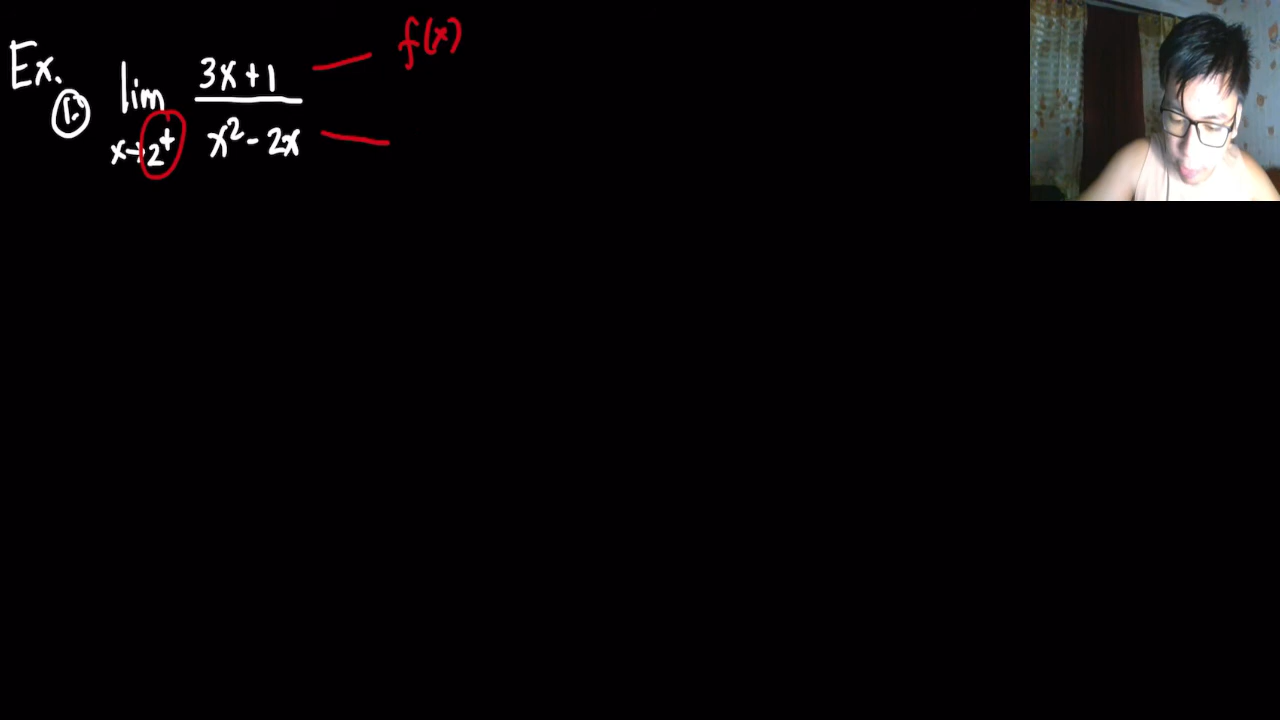 Ex.
1. lim x→2⁺ (3x+1)/(x²-2x)
f(x)